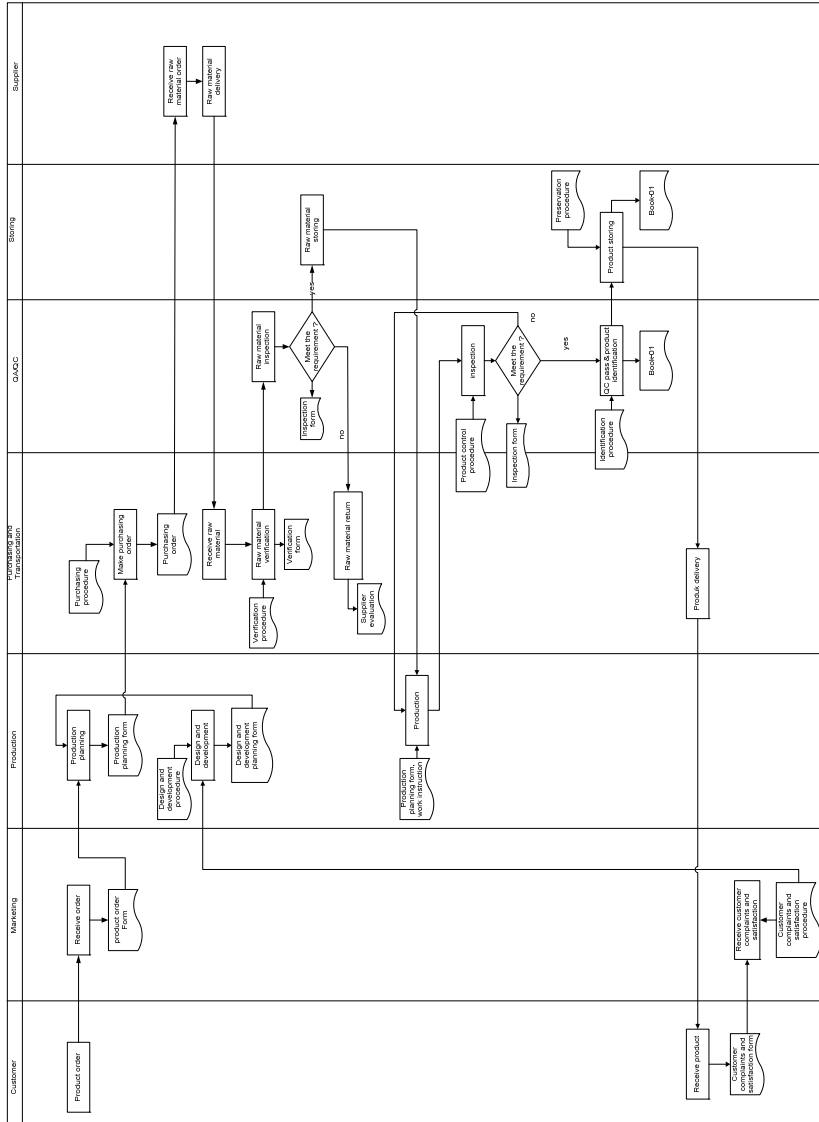 Supplier
Receive raw
material order
Raw material
delivery
Storing
Raw material
storing
Preservation
procedure
Product storing
Book-01
QA/QC
Raw material
inspection
Meet the
requirement ?
yes
Inspection
form
no
inspection
Meet the
requirement ?
no
yes
Product control
procedure
Inspection form
QC pass & product
identification
Book-01
Identification
procedure
Purchasing and
Transportation
Purchasing
procedure
Make purchasing
order
Purchasing
order
Receive raw
material
Raw material
verification
Verification
form
Verification
procedure
Raw material return
Supplier
evaluation
Produk delivery
Production
Production
planning
Production
planning form
Design and
development
procedure
Design and
development
Design and
development
planning form
Production
Production
planning form,
work instruction
Marketing
Receive order
product order
Form
Receive customer
complaints and
satisfaction
Customer
complaints and
satisfaction
procedure
Customer
Product order
Receive product
Customer
complaints and
satisfaction form